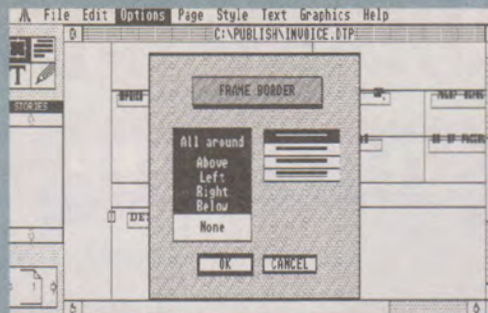 File Edit Options Page Style Text Graphics Help
C:\PUBLISH\INVOICE.DTP
T
STORIES
FRAME BORDER
All around
Above
Left
Right
Below
None
OK CANCEL
1